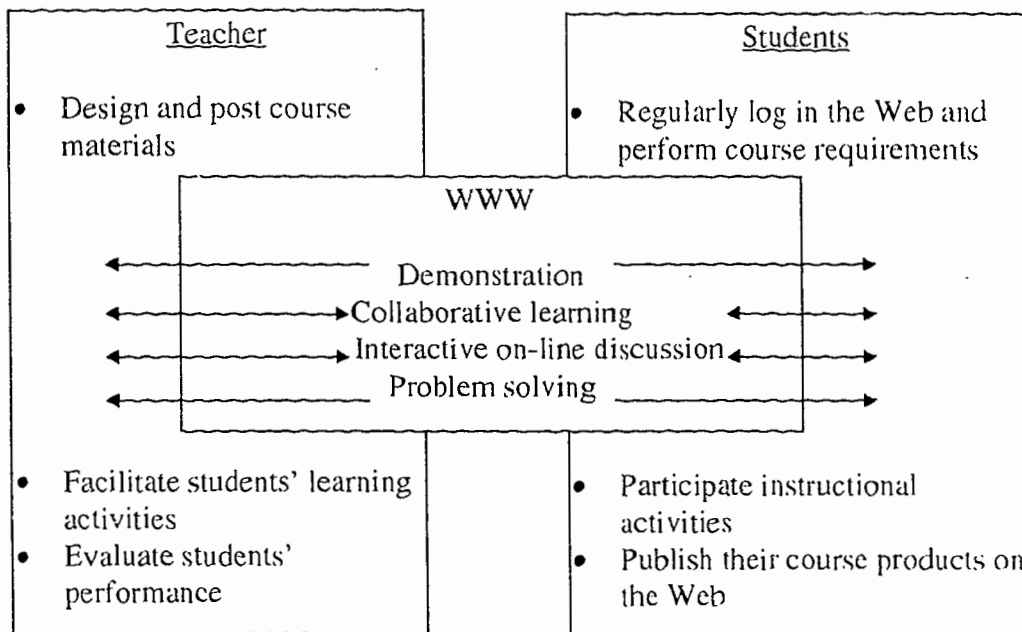 Teacher
• Design and post course
materials
Students
• Regularly log in the Web and
perform course requirements
WWW
Demonstration
Collaborative learning
Interactive on-line discussion
Problem solving
• Facilitate students' learning
activities
• Evaluate students'
performance
• Participate instructional
activities
• Publish their course products on
the Web